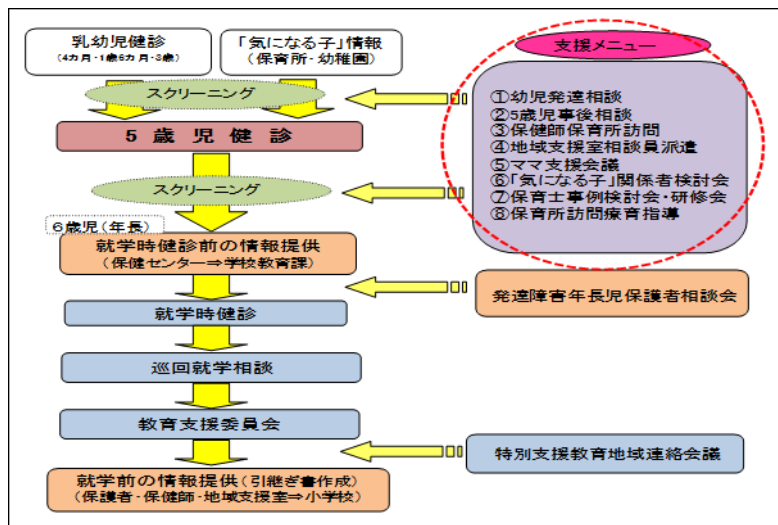 乳幼児健診
(4カ月・1歳6カ月・3歳)
「気になる子」情報
(保育所・幼稚園)
スクリーニング
5歳児健診
スクリーニング
6歳児(年長)
就学時健診前の情報提供
(保健センター⇒学校教育課)
就学時健診
巡回就学相談
教育支援委員会
就学前の情報提供(引継ぎ書作成)
(保護者・保健師・地域支援室⇒小学校)
支援メニュー
①幼児発達相談
②5歳児事後相談
③保健師保育所訪問
④地域支援室相談員派遣
⑤ママ支援会議
⑥「気になる子」関係者検討会
⑦保育士事例検討会・研修会
⑧保育所訪問療育指導
発達障害年長児保護者相談会
特別支援教育地域連絡会議